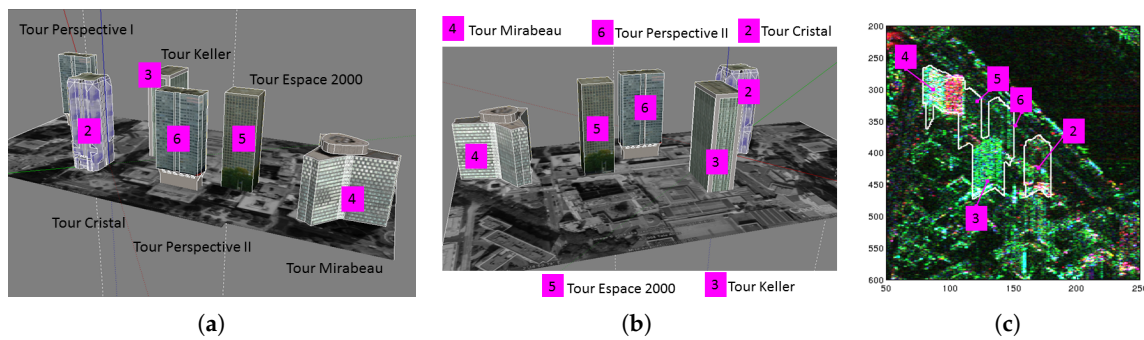 Tour Perspective I
Tour Keller
3
Tour Espace 2000
2
6
5
4
Tour Cristal
Tour Perspective II
Tour Mirabeau
(a)
4 Tour Mirabeau
6 Tour Perspective II
2 Tour Cristal
2
6
5
4
3
5 Tour Espace 2000
3 Tour Keller
(b)
200
250
300
350
400
450
500
550
600
50
100
150
200
250
4
5
6
2
3
(c)